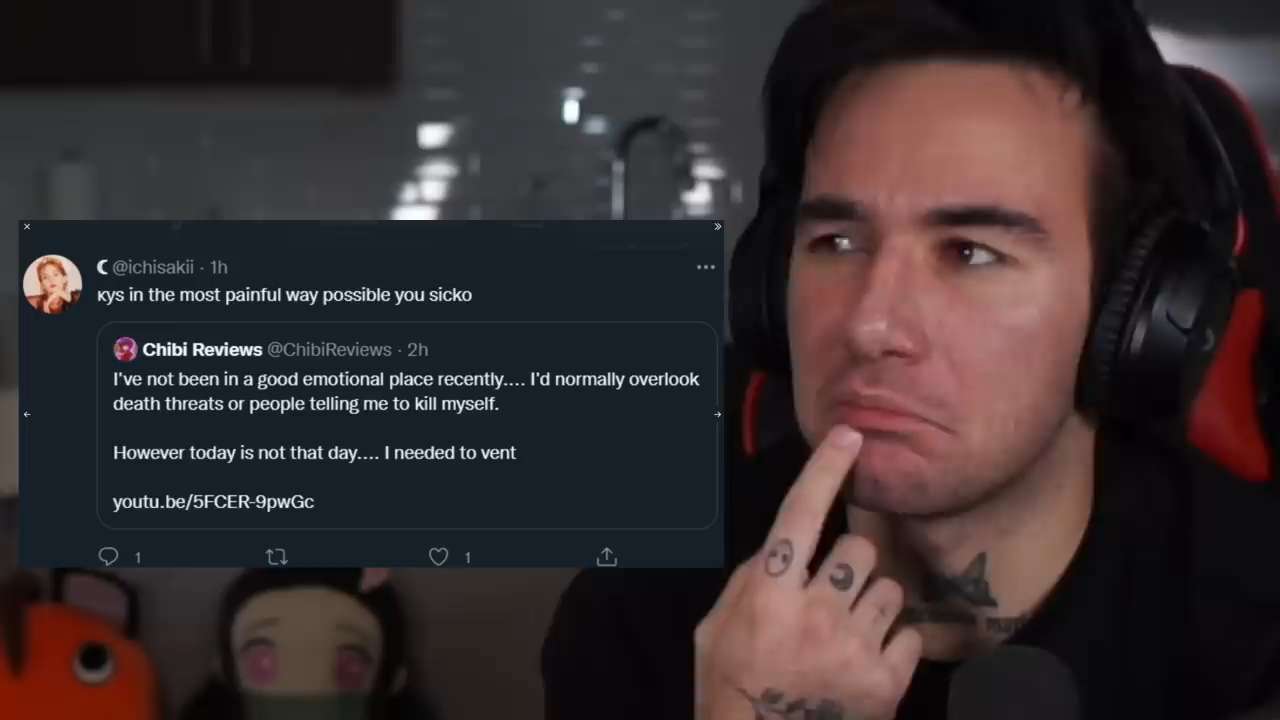 @ichisakii · 1h
kys in the most painful way possible you sicko
Chibi Reviews @ChibiReviews · 2h
I've not been in a good emotional place recently.... I'd normally overlook
death threats or people telling me to kill myself.
However today is not that day.... I needed to vent
youtu.be/5FCER-9pwGc
1
1